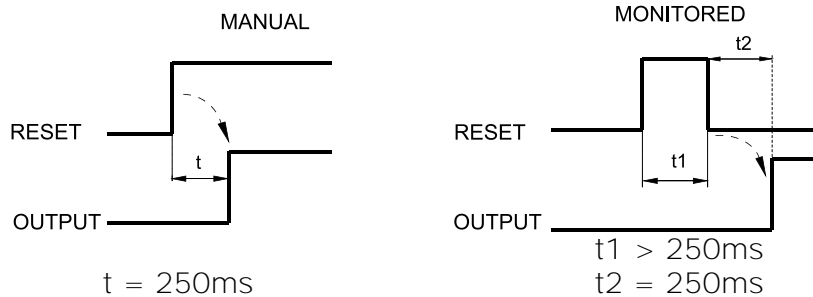 MANUAL
RESET
t
OUTPUT
t = 250ms
MONITORED
t2
RESET
t1
OUTPUT
t1 > 250ms
t2 = 250ms